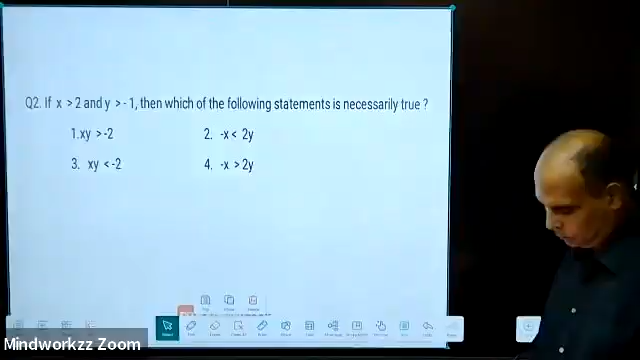 Q2. If x > 2 and y > - 1, then which of the following statements is necessarily true ?
1.xy > -2 2. -x < 2y
3. xy < -2 4. -x > 2y
Mindworkzz Zoom